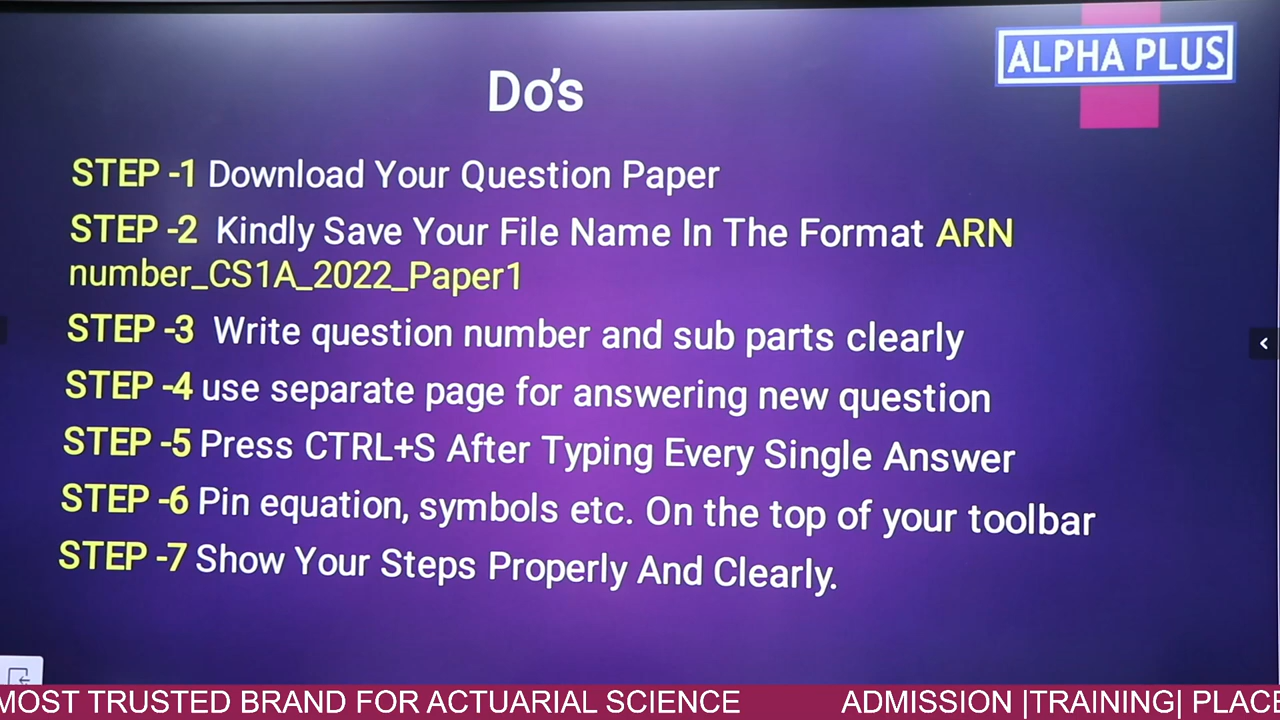 ALPHA PLUS
Do's
STEP -1 Download Your Question Paper
STEP -2 Kindly Save Your File Name In The Format ARN
number_CS1A_2022_Paper1
STEP -3 Write question number and sub parts clearly
STEP -4 use separate page for answering new question
STEP -5 Press CTRL+S After Typing Every Single Answer
STEP -6 Pin equation, symbols etc. On the top of your toolbar
STEP -7 Show Your Steps Properly And Clearly.
MOST TRUSTED BRAND FOR ACTUARIAL SCIENCE ADMISSION |TRAINING| PLACE